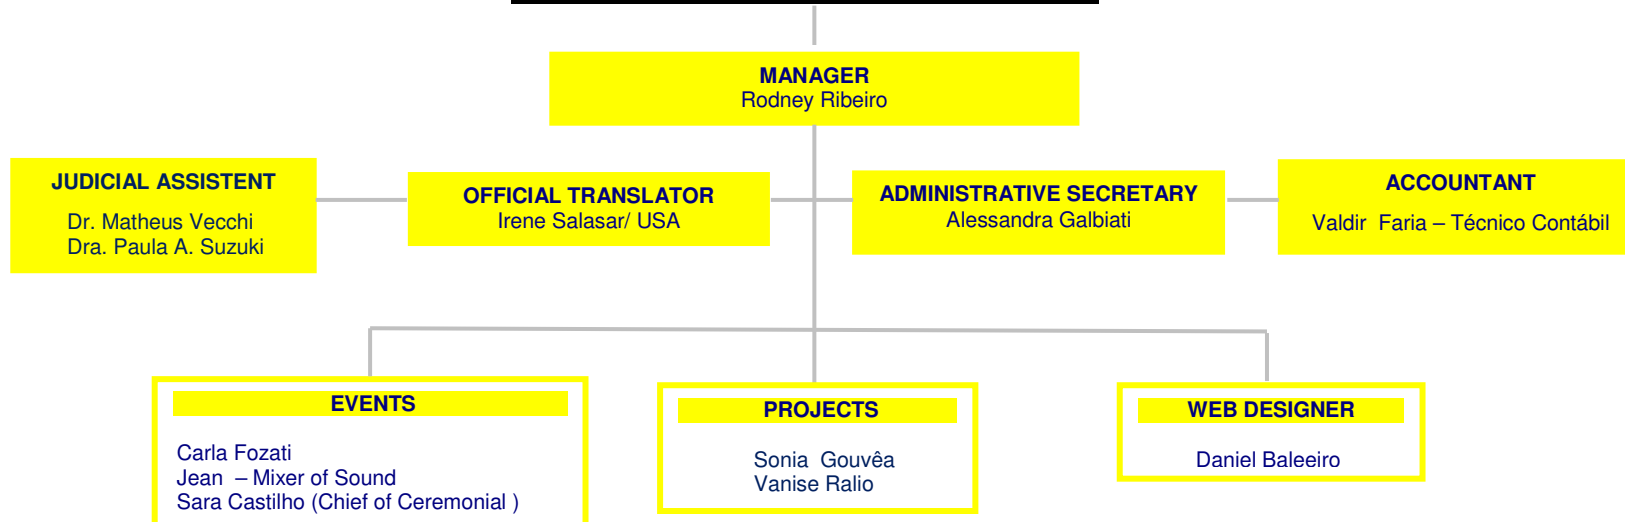 MANAGER
Rodney Ribeiro
JUDICIAL ASSISTENT
Dr. Matheus Vecchi
Dra. Paula A. Suzuki
OFFICIAL TRANSLATOR
Irene Salasar/ USA
ADMINISTRATIVE SECRETARY
Alessandra Galbiati
ACCOUNTANT
Valdir Faria – Técnico Contábil
EVENTS
Carla Fozati
Jean – Mixer of Sound
Sara Castilho (Chief of Ceremonial )
PROJECTS
Sonia Gouvêa
Vanise Ralio
WEB DESIGNER
Daniel Baleeiro